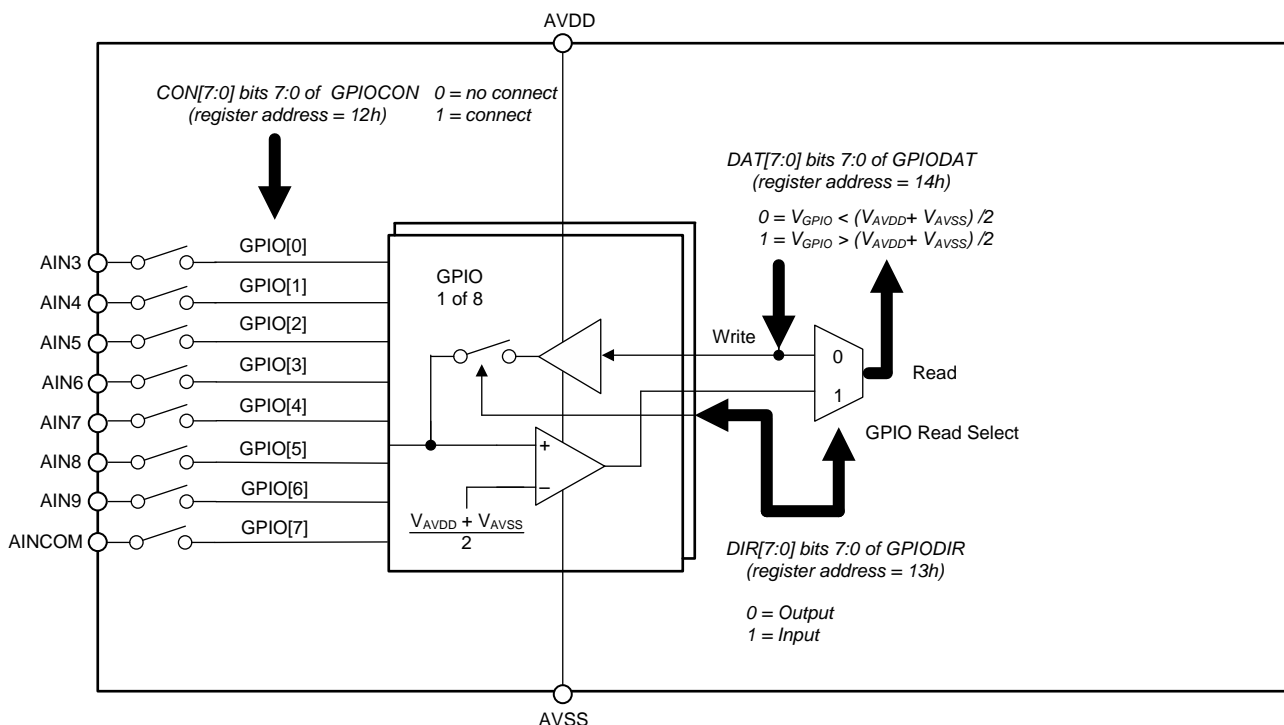 AVDD
CON[7:0] bits 7:0 of GPIOCON 0 = no connect
(register address = 12h) 1 = connect
DAT[7:0] bits 7:0 of GPIODAT
(register address = 14h)
0 = VGPIO < (VAVDD+ VAVSS) /2
1 = VGPIO > (VAVDD+ VAVSS) /2
AIN3 GPIO[0]
AIN4 GPIO[1]
AIN5 GPIO[2]
AIN6 GPIO[3]
AIN7 GPIO[4]
AIN8 GPIO[5]
AIN9 GPIO[6]
AINCOM GPIO[7]
GPIO
1 of 8
Write
0
1
Read
GPIO Read Select
+
−
VAVDD + VAVSS
2
DIR[7:0] bits 7:0 of GPIODIR
(register address = 13h)
0 = Output
1 = Input
AVSS